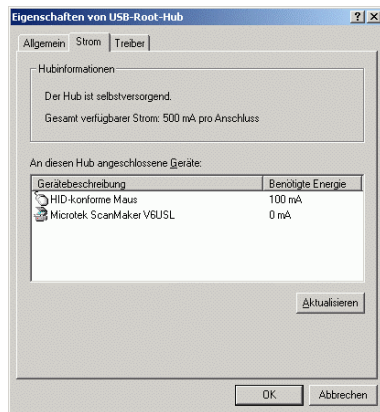 Eigenschaften von USB-Root-Hub
Allgemein Strom Treiber
Hubinformationen
Der Hub ist selbstversorgend.
Gesamt verfügbarer Strom: 500 mA pro Anschluss
An diesen Hub angeschlossene Geräte:
Gerätebeschreibung Benötigte Energie
HID-konforme Maus 100 mA
Microtek ScanMaker V6USL 0 mA
Aktualisieren
OK Abbrechen